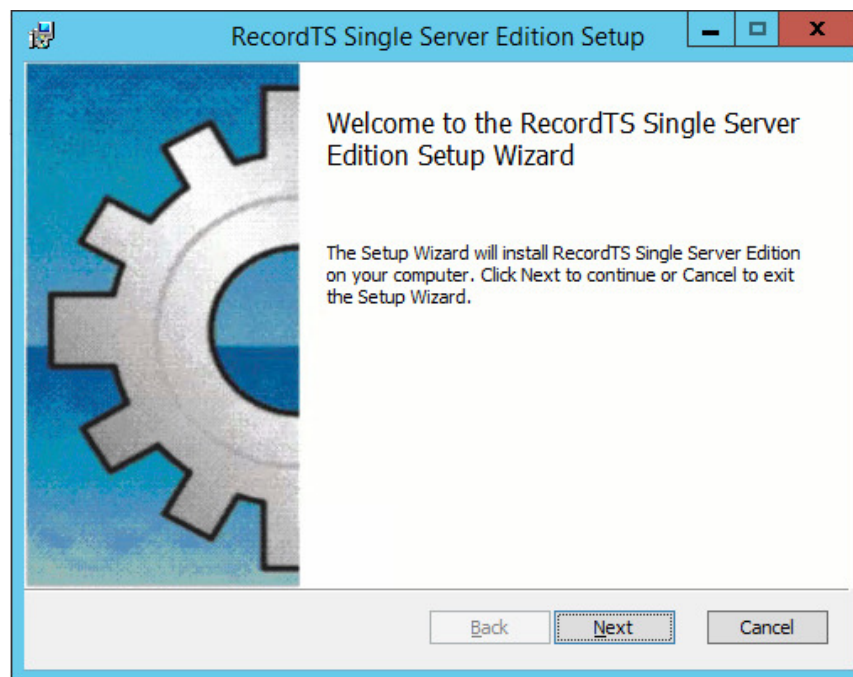 RecordTS Single Server Edition Setup
Welcome to the RecordTS Single Server
Edition Setup Wizard
The Setup Wizard will install RecordTS Single Server Edition
on your computer. Click Next to continue or Cancel to exit
the Setup Wizard.
Back
Next
Cancel